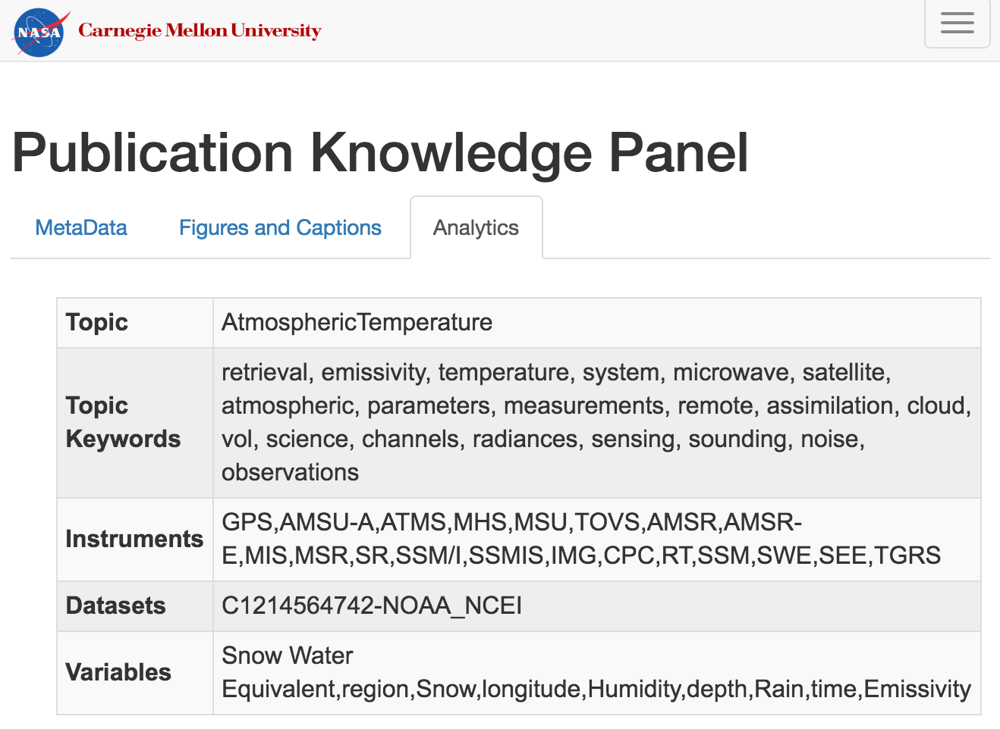 NASA
Carnegie Mellon University
Publication Knowledge Panel
MetaData
Figures and Captions
Analytics
Topic
AtmosphericTemperature
Topic
Keywords
retrieval, emissivity, temperature, system, microwave, satellite,
atmospheric, parameters, measurements, remote, assimilation, cloud,
vol, science, channels, radiances, sensing, sounding, noise,
observations
Instruments
GPS,AMSU-A,ATMS,MHS,MSU,TOVS,AMSR,AMSR-
E,MIS,MSR,SR,SSM/I,SSMIS,IMG,CPC,RT,SSM,SWE,SEE,TGRS
Datasets
C1214564742-NOAA_NCEI
Variables
Snow Water
Equivalent,region,Snow,longitude,Humidity,depth,Rain,time,Emissivity